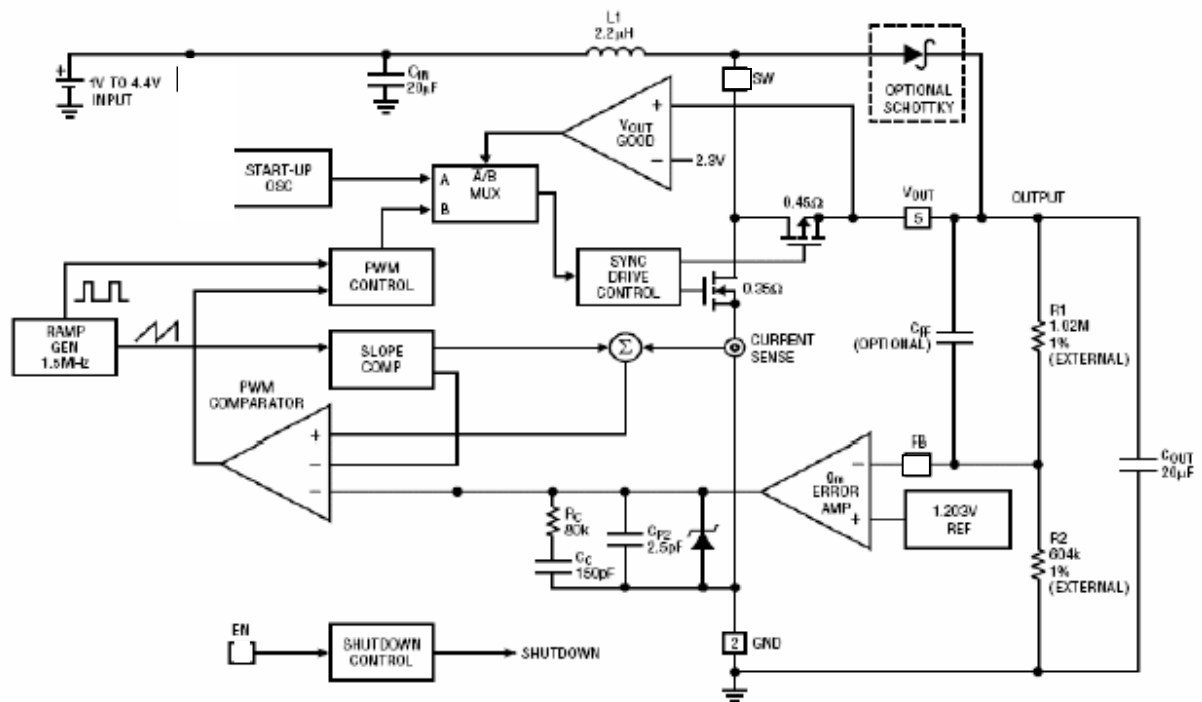 L1
2.2µH
+
1V TO 4.4V
INPUT
CIN
20µF
SW
OPTIONAL
SCHOTTKY
+
VOUT
GOOD
−
2.3V
START-UP
OSC
A
B
A/B
MUX
0.45Ω
VOUT
5
OUTPUT
PWM
CONTROL
SYNC
DRIVE
CONTROL
0.35Ω
RAMP
GEN
1.5MHz
SLOPE
COMP
Σ
CURRENT
SENSE
CFF
(OPTIONAL)
R1
1.02M
1%
(EXTERNAL)
PWM
COMPARATOR
+
−
−
FB
−
gm
ERROR
AMP
+
1.203V
REF
COUT
20µF
RC
80k
CC
150pF
CP2
2.5pF
R2
604k
1%
(EXTERNAL)
EN
SHUTDOWN
CONTROL
SHUTDOWN
2
GND